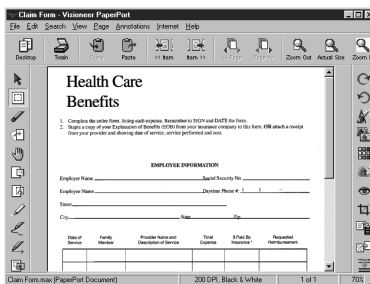 Claim Form - Visioneer PaperPort
File Edit Search View Page Annotations Internet Help
Desktop Twain Copy Paste << Item Item >> << Page Page >> Zoom Out Actual Size Zoom
Health Care
Benefits
1. Complete the entire form, listing each expense. Remember to SIGN and DATE the form.
2. Staple a copy of your Explanation of Benefits (EOB) from your insurance company to this form, OR attach a receipt
from your provider and showing date of service, service performed and cost.
EMPLOYEE INFORMATION
Employee Name Social Security No.
Employee Name Daytime Phone #: ( ) -
Street
City State Zip
Date of Service Family Member Provider Name and Description of Service Total Expense $ Paid By Insurance * Requested Reimbursement
Claim Form.max (PaperPort Document) 200 DPI, Black & White 1 of 1 70%